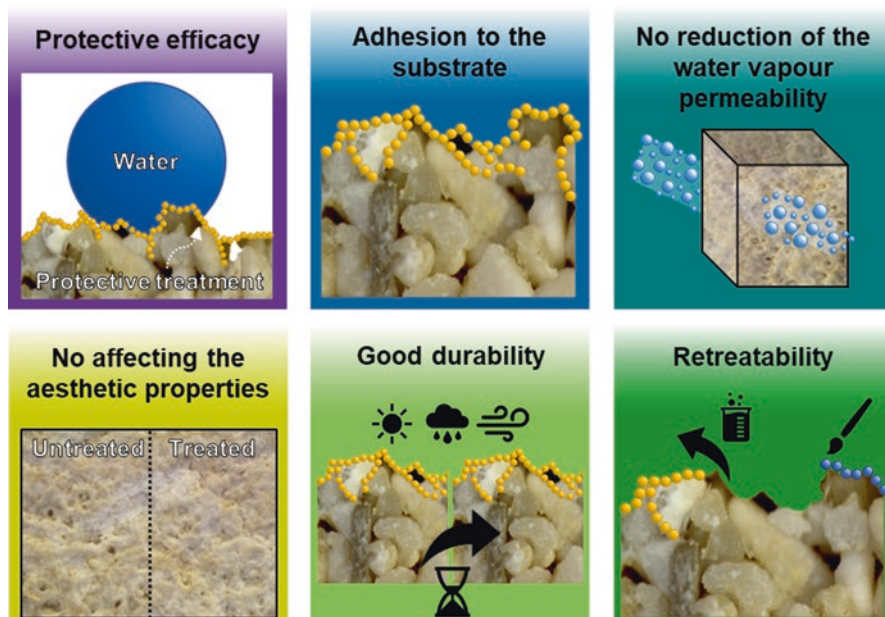 Protective efficacy
Water
Protective treatment
Adhesion to the
substrate
No reduction of the
water vapour
permeability
No affecting the
aesthetic properties
Untreated
Treated
Good durability
Retreatability